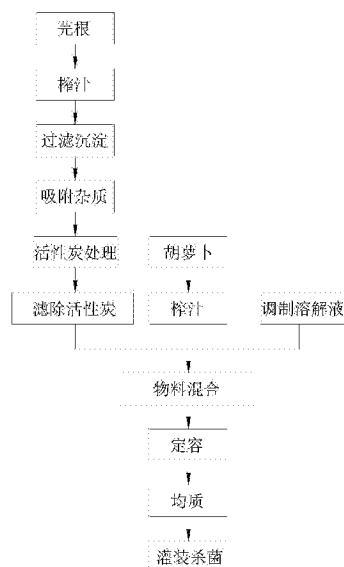 芫根
榨汁
过滤沉淀
吸附杂质
活性炭处理
胡萝卜
滤除活性炭
榨汁
调制溶解液
物料混合
定容
均质
灌装杀菌